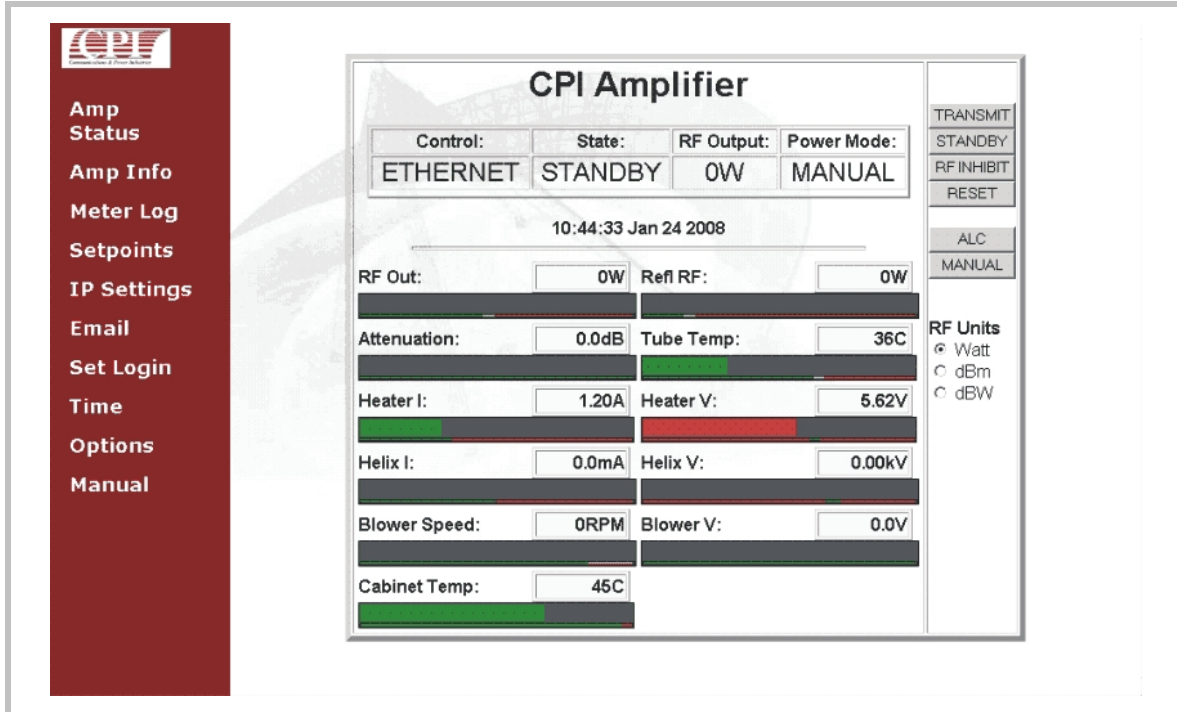 CPI
Communications & Power Industries
Amp
Status
Amp Info
Meter Log
Setpoints
IP Settings
Email
Set Login
Time
Options
Manual
CPI Amplifier
Control: State: RF Output: Power Mode:
ETHERNET STANDBY 0W MANUAL
10:44:33 Jan 24 2008
RF Out: 0W Refl RF: 0W
Attenuation: 0.0dB Tube Temp: 36C
Heater I: 1.20A Heater V: 5.62V
Helix I: 0.0mA Helix V: 0.00kV
Blower Speed: 0RPM Blower V: 0.0V
Cabinet Temp: 45C
TRANSMIT
STANDBY
RF INHIBIT
RESET
ALC
MANUAL
RF Units
Watt
dBm
dBW